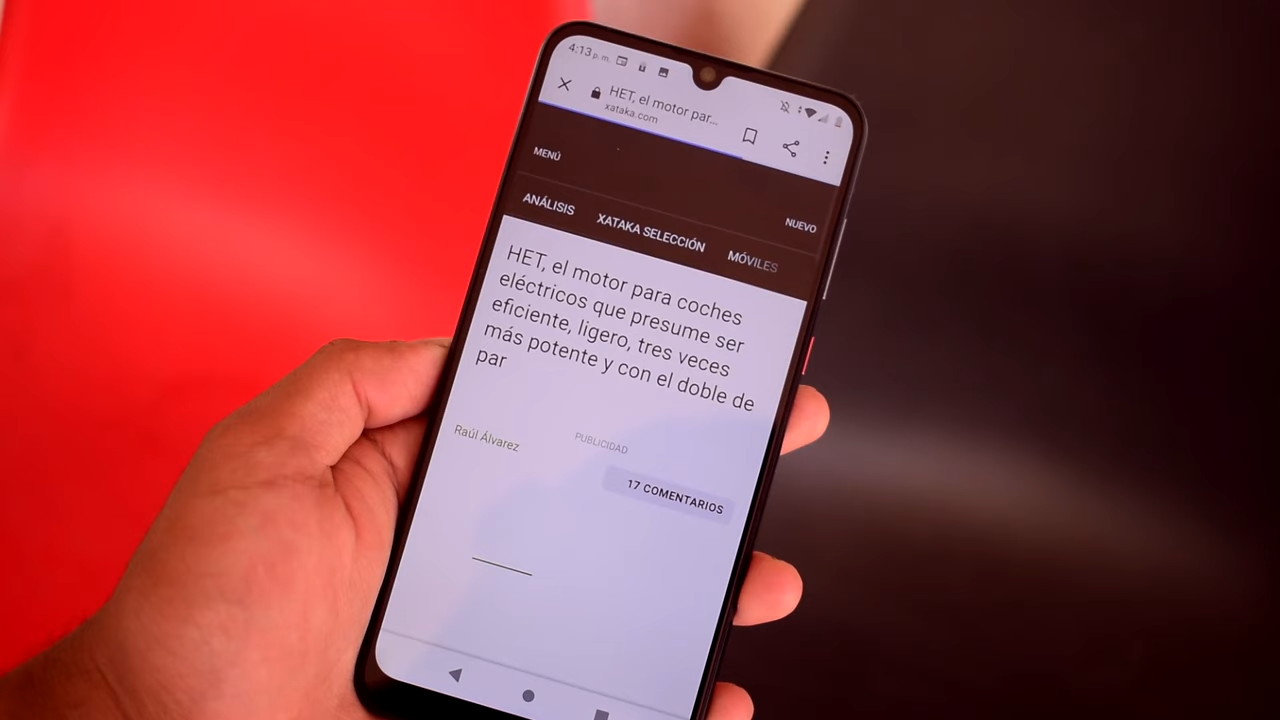 4:13 p. m.
HET, el motor par...
xataka.com
MENÚ
NUEVO
ANÁLISIS XATAKA SELECCIÓN MÓVILES
HET, el motor para coches
eléctricos que presume ser
eficiente, ligero, tres veces
más potente y con el doble de
par
Raúl Álvarez
PUBLICIDAD
17 COMENTARIOS